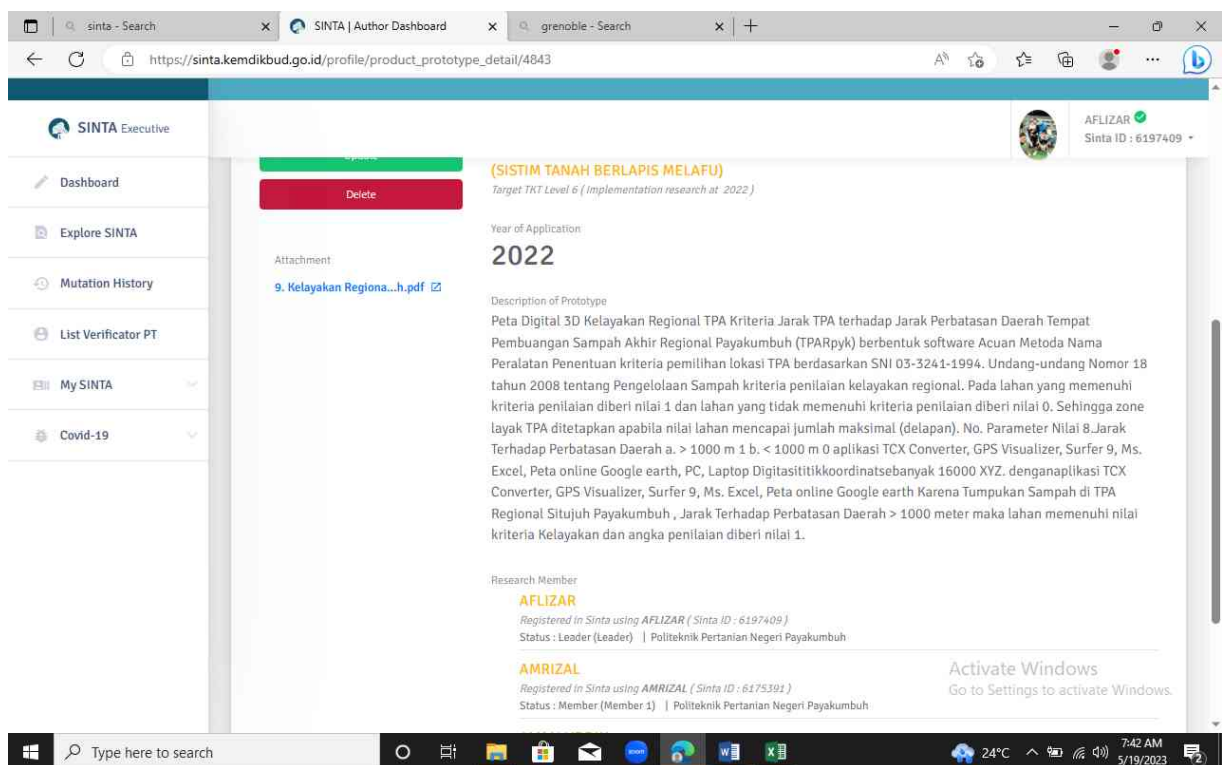 sinta - Search
SINTA | Author Dashboard
grenoble - Search
https://sinta.kemdikbud.go.id/profile/product_prototype_detail/4843
SINTA Executive
AFLIZAR
Sinta ID : 6197409
Dashboard
Explore SINTA
Mutation History
List Verificator PT
My SINTA
Covid-19
Delete
Attachment
9. Kelayakan Regiona...h.pdf
(SISTIM TANAH BERLAPIS MELAFU)
Target TKT Level 6 ( Implementation research at 2022 )
Year of Application
2022
Description of Prototype
Peta Digital 3D Kelayakan Regional TPA Kriteria Jarak TPA terhadap Jarak Perbatasan Daerah Tempat
Pembuangan Sampah Akhir Regional Payakumbuh (TPARpyk) berbentuk software Acuan Metoda Nama
Peralatan Penentuan kriteria pemilihan lokasi TPA berdasarkan SNI 03-3241-1994. Undang-undang Nomor 18
tahun 2008 tentang Pengelolaan Sampah kriteria penilaian kelayakan regional. Pada lahan yang memenuhi
kriteria penilaian diberi nilai 1 dan lahan yang tidak memenuhi kriteria penilaian diberi nilai 0. Sehingga zone
layak TPA ditetapkan apabila nilai lahan mencapai jumlah maksimal (delapan). No. Parameter Nilai 8.Jarak
Terhadap Perbatasan Daerah a. > 1000 m 1 b. < 1000 m 0 aplikasi TCX Converter, GPS Visualizer, Surfer 9, Ms.
Excel, Peta online Google earth, PC, Laptop Digitasititikkoordinatsebanyak 16000 XYZ. denganaplikasi TCX
Converter, GPS Visualizer, Surfer 9, Ms. Excel, Peta online Google earth Karena Tumpukan Sampah di TPA
Regional Situjuh Payakumbuh , Jarak Terhadap Perbatasan Daerah > 1000 meter maka lahan memenuhi nilai
kriteria Kelayakan dan angka penilaian diberi nilai 1.
Research Member
AFLIZAR
Registered in Sinta using AFLIZAR ( Sinta ID : 6197409 )
Status : Leader (Leader) | Politeknik Pertanian Negeri Payakumbuh
AMRIZAL
Registered in Sinta using AMRIZAL ( Sinta ID : 6175391 )
Status : Member (Member 1) | Politeknik Pertanian Negeri Payakumbuh
Activate Windows
Go to Settings to activate Windows.
Type here to search
zoom
24°C
7:42 AM
5/19/2023
2